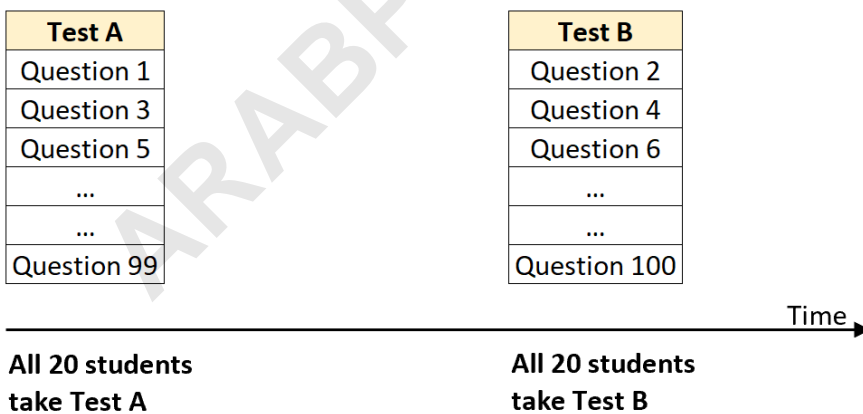 Test A
Question 1
Question 3
Question 5
...
...
Question 99
Test B
Question 2
Question 4
Question 6
...
...
Question 100
Time
All 20 students
take Test A
All 20 students
take Test B